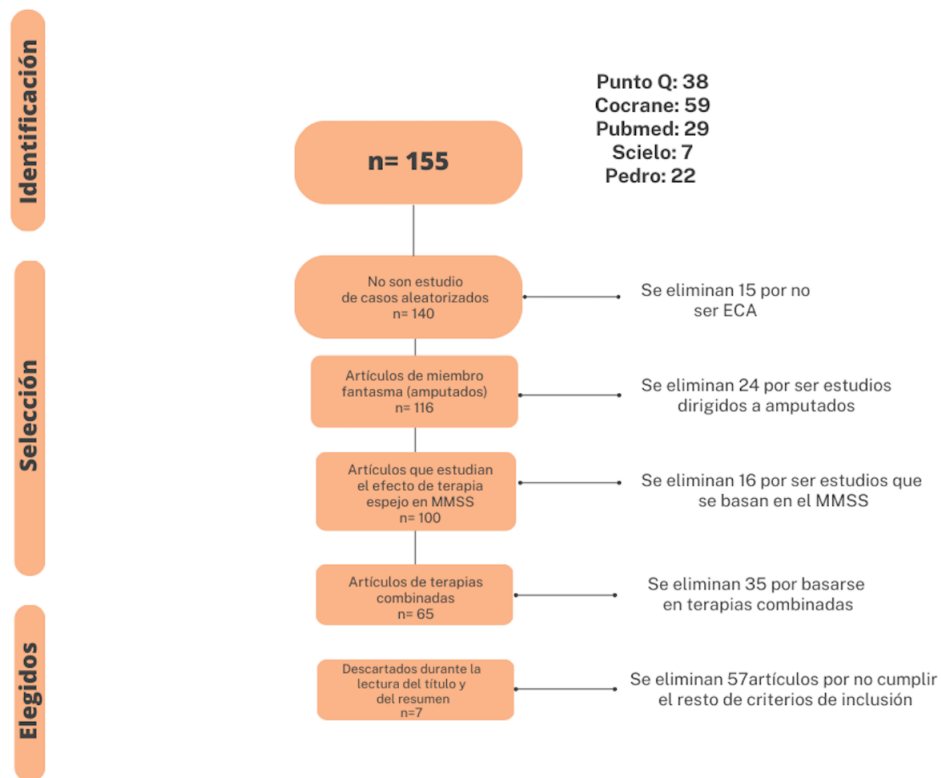 Identificación
Punto Q: 38
Cocrane: 59
Pubmed: 29
Scielo: 7
Pedro: 22
n= 155
Selección
No son estudio
de casos aleatorizados
n= 140
Se eliminan 15 por no
ser ECA
Artículos de miembro
fantasma (amputados)
n= 116
Se eliminan 24 por ser estudios
dirigidos a amputados
Artículos que estudian
el efecto de terapia
espejo en MMSS
n= 100
Se eliminan 16 por ser estudios que
se basan en el MMSS
Artículos de terapias
combinadas
n= 65
Se eliminan 35 por basarse
en terapias combinadas
Elegidos
Descartados durante la
lectura del título y
del resumen
n=7
Se eliminan 57artículos por no cumplir
el resto de criterios de inclusión